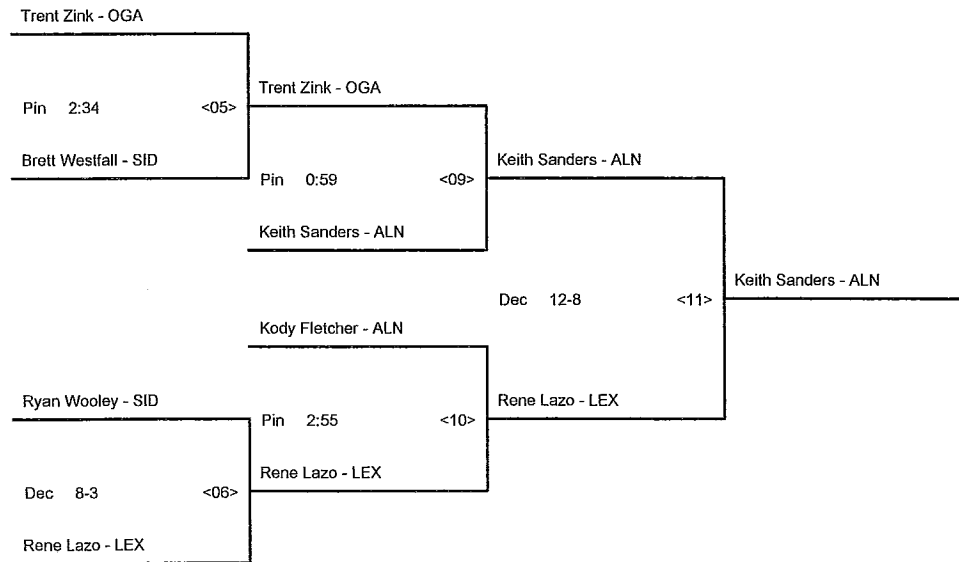 Trent Zink - OGA
Pin 2:34 <05>
Brett Westfall - SID
Trent Zink - OGA
Pin 0:59 <09>
Keith Sanders - ALN
Keith Sanders - ALN
Dec 12-8 <11>
Keith Sanders - ALN
Kody Fletcher - ALN
Pin 2:55 <10>
Rene Lazo - LEX
Rene Lazo - LEX
Ryan Wooley - SID
Dec 8-3 <06>
Rene Lazo - LEX